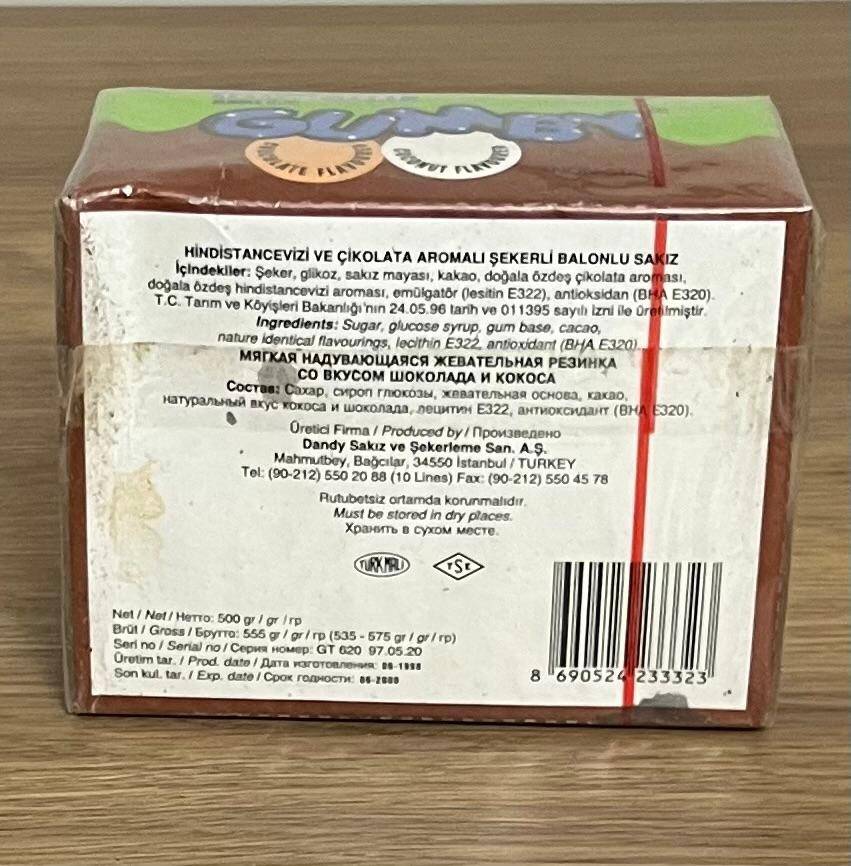 GUMBY
CHOCOLATE FLAVOURED
COCONUT FLAVOURED
HİNDİSTANCEVİZİ VE ÇİKOLATA AROMALI ŞEKERLİ BALONLU SAKIZ
İçindekiler: Şeker, glikoz, sakız mayası, kakao, doğala özdeş çikolata aroması,
doğala özdeş hindistancevizi aroması, emülgatör (lesitin E322), antioksidan (BHA E320).
T.C. Tarım ve Köyişleri Bakanlığı'nın 24.05.96 tarih ve 011395 sayılı izni ile üretilmiştir.
Ingredients: Sugar, glucose syrup, gum base, cacao,
nature identical flavourings, lecithin E322, antioxidant (BHA E320).
МЯГКАЯ НАДУВАЮЩАЯСЯ ЖЕВАТЕЛЬНАЯ РЕЗИНКА
СО ВКУСОМ ШОКОЛАДА И КОКОСА
Состав: Сахар, сироп глюкозы, жевательная основа, какао,
натуральный вкус кокоса и шоколада, лецитин E322, антиоксидант (BHA E320).
Üretici Firma / Produced by / Произведено
Dandy Sakız ve Şekerleme San. A.Ş.
Mahmutbey, Bağcılar, 34550 İstanbul / TURKEY
Tel: (90-212) 550 20 88 (10 Lines) Fax: (90-212) 550 45 78
Rutubetsiz ortamda korunmalıdır.
Must be stored in dry places.
Хранить в сухом месте.
TÜRK MALI
TSE
Net / Net / Нетто: 500 gr / gr / гр
Brüt / Gross / Брутто: 555 gr / gr / гр (535 - 575 gr / gr / гр)
Seri no / Serial no / Серия номер: GT 620 97.05.20
Üretim tar. / Prod. date / Дата изготовления: 06-1998
Son kul. tar. / Exp. date / Срок годности: 06-2000
8 690524 233323